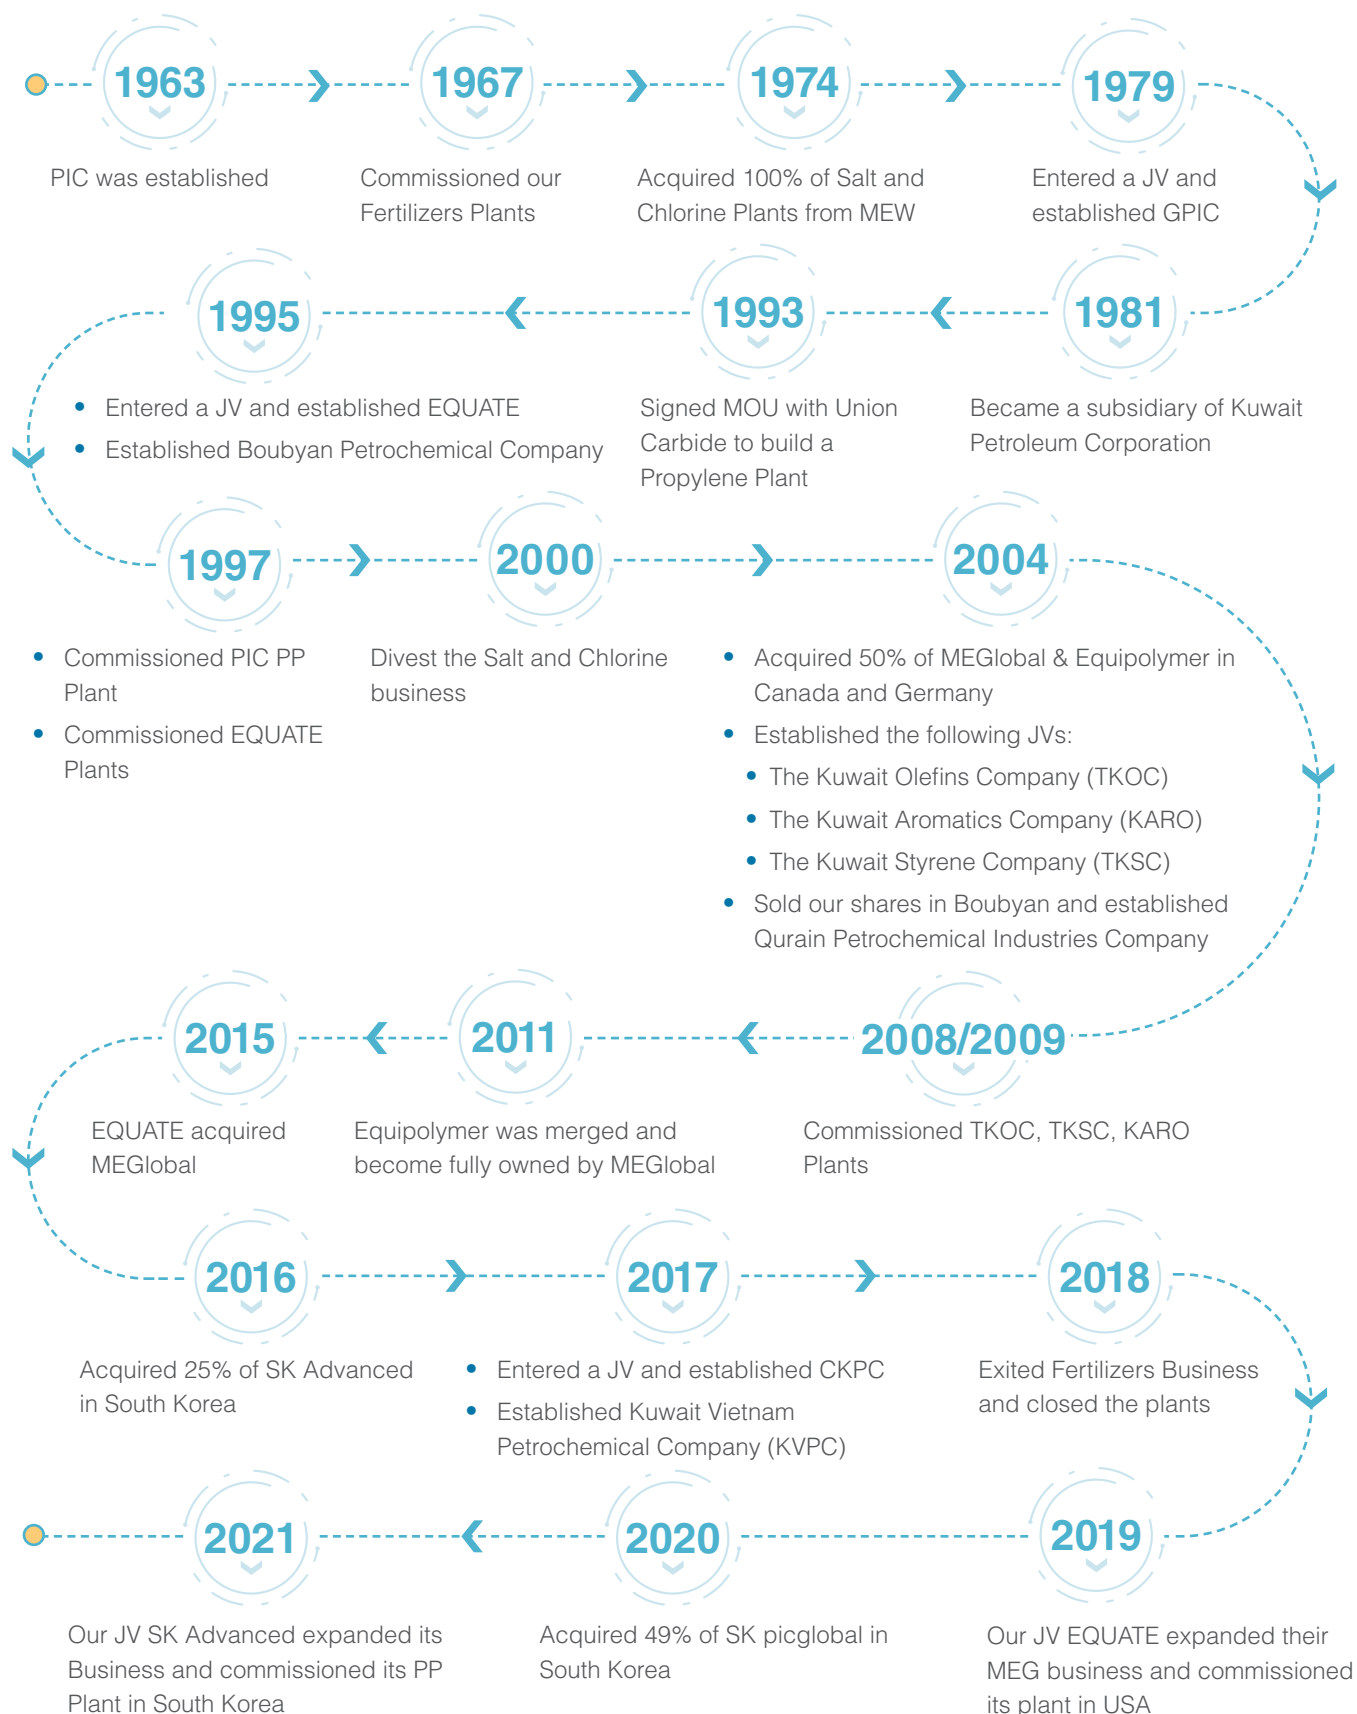 1963
PIC was established
1967
Commissioned our
Fertilizers Plants
1974
Acquired 100% of Salt and
Chlorine Plants from MEW
1979
Entered a JV and
established GPIC
1981
Became a subsidiary of Kuwait
Petroleum Corporation
1993
Signed MOU with Union
Carbide to build a
Propylene Plant
1995
• Entered a JV and established EQUATE
• Established Boubyan Petrochemical Company
1997
• Commissioned PIC PP
Plant
• Commissioned EQUATE
Plants
2000
Divest the Salt and Chlorine
business
2004
• Acquired 50% of MEGlobal & Equipolymer in
Canada and Germany
• Established the following JVs:
• The Kuwait Olefins Company (TKOC)
• The Kuwait Aromatics Company (KARO)
• The Kuwait Styrene Company (TKSC)
• Sold our shares in Boubyan and established
Qurain Petrochemical Industries Company
2008/2009
Commissioned TKOC, TKSC, KARO
Plants
2011
Equipolymer was merged and
become fully owned by MEGlobal
2015
EQUATE acquired
MEGlobal
2016
Acquired 25% of SK Advanced
in South Korea
2017
• Entered a JV and established CKPC
• Established Kuwait Vietnam
Petrochemical Company (KVPC)
2018
Exited Fertilizers Business
and closed the plants
2019
Our JV EQUATE expanded their
MEG business and commissioned
its plant in USA
2020
Acquired 49% of SK picglobal in
South Korea
2021
Our JV SK Advanced expanded its
Business and commissioned its PP
Plant in South Korea